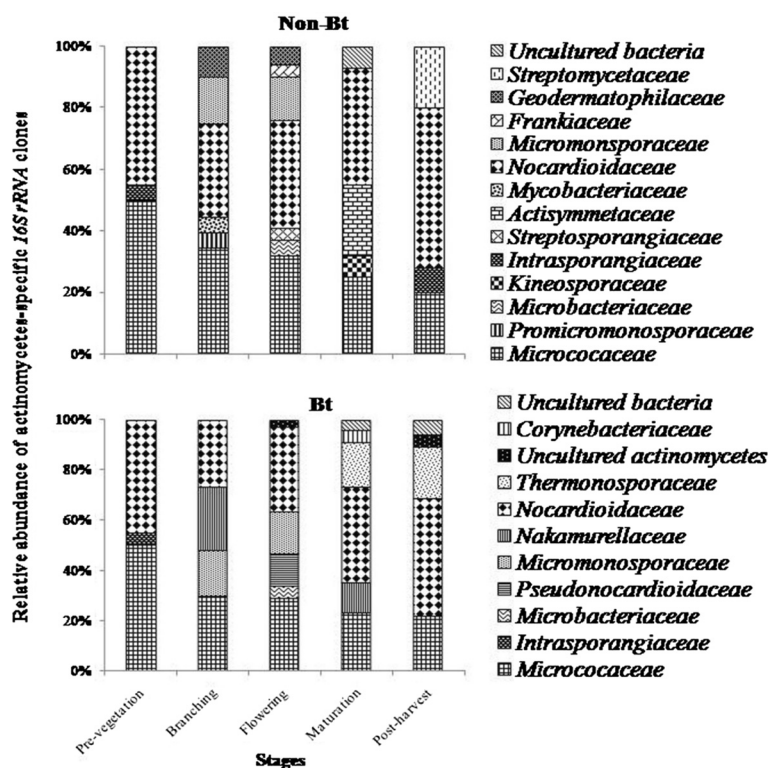 Non-Bt
100%
80%
60%
40%
20%
0%
Uncultured bacteria
Streptomycetaceae
Geodermatophilaceae
Frankiaceae
Micromonsporaceae
Nocardioidaceae
Mycobacteriaceae
Actisymmetaceae
Streptosporangiaceae
Intrasporangiaceae
Kineosporaceae
Microbacteriaceae
Promicromonosporaceae
Micrococaceae
Relative abundance of actinomycetes-specific 16S rRNA clones
Bt
100%
80%
60%
40%
20%
0%
Uncultured bacteria
Corynebacteriaceae
Uncultured actinomycetes
Thermonosporaceae
Nocardioidaceae
Nakamurellaceae
Micromonosporaceae
Pseudonocardioidaceae
Microbacteriaceae
Intrasporangiaceae
Micrococaceae
Pre-vegetation
Branching
Flowering
Maturation
Post-harvest
Stages